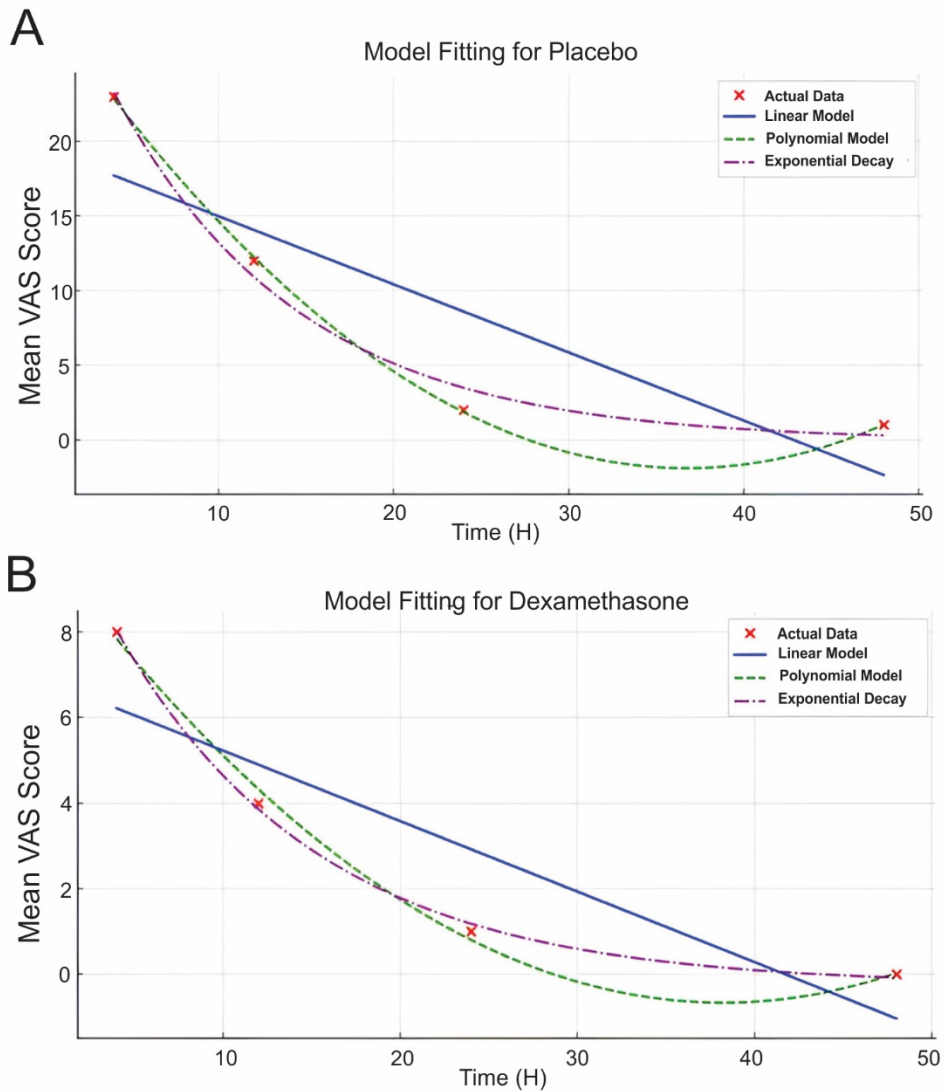 A
Model Fitting for Placebo
Actual Data
Linear Model
Polynomial Model
Exponential Decay
Mean VAS Score
20
15
10
5
0
10
20
30
40
50
Time (H)
B
Model Fitting for Dexamethasone
Actual Data
Linear Model
Polynomial Model
Exponential Decay
Mean VAS Score
8
6
4
2
0
10
20
30
40
50
Time (H)